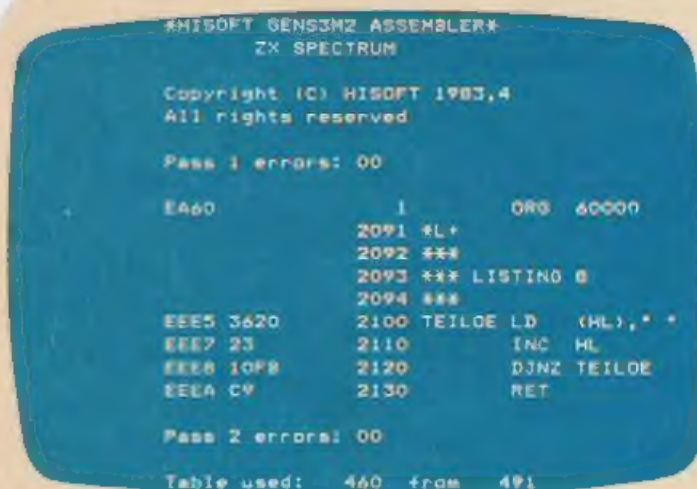 *HISOFT GENS3M2 ASSEMBLER*
ZX SPECTRUM
Copyright (C) HISOFT 1983,4
All rights reserved
Pass 1 errors: 00
EA60 1 ORG 60000
2091 *L+
2092 ***
2093 *** LISTING 8
2094 ***
EEE5 3620 2100 TEILOE LD (HL)," "
EEE7 23 2110 INC HL
EEE8 10FB 2120 DJNZ TEILOE
EEEA C9 2130 RET
Pass 2 errors: 00
Table used: 460 from 491